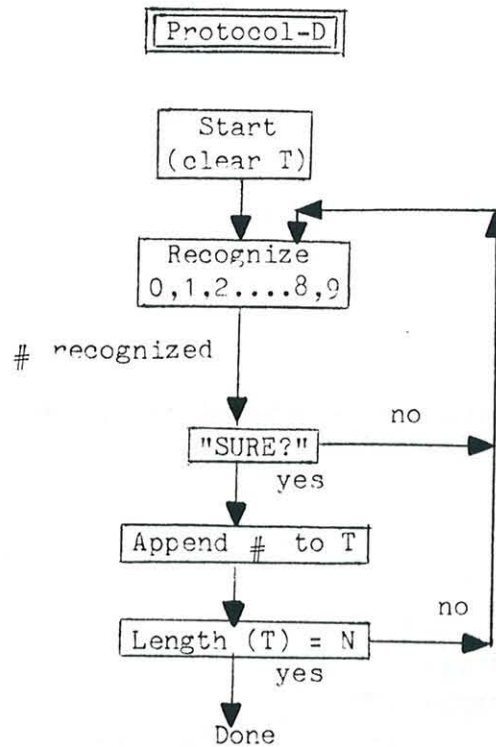 Protocol-D
Start
(clear T)
Recognize
0,1,2....8,9
# recognized
"SURE?"
no
yes
Append # to T
no
Length (T) = N
yes
Done